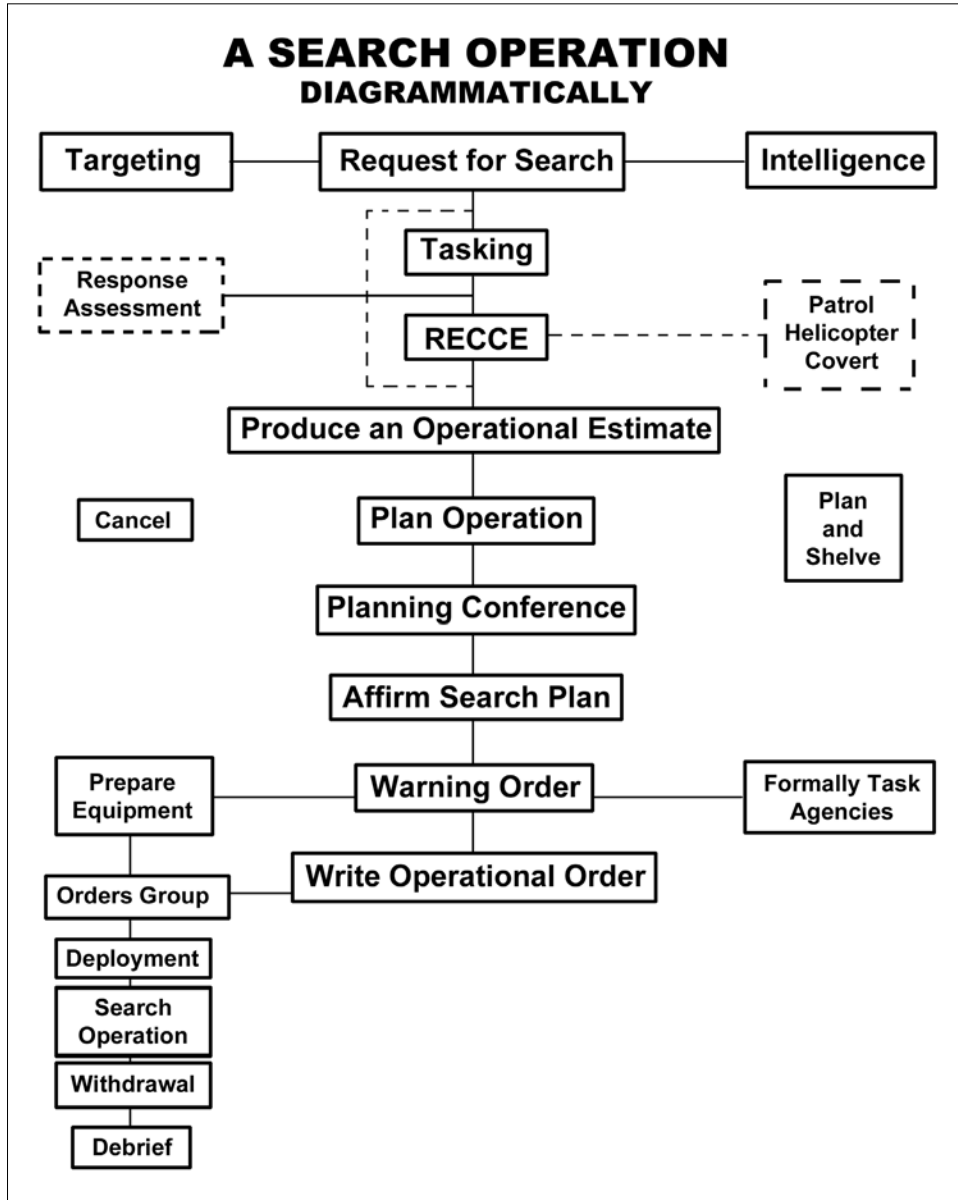 A SEARCH OPERATION
DIAGRAMMATICALLY
Targeting
Request for Search
Intelligence
Tasking
Response
Assessment
RECCE
Patrol
Helicopter
Covert
Produce an Operational Estimate
Cancel
Plan Operation
Plan
and
Shelve
Planning Conference
Affirm Search Plan
Prepare
Equipment
Warning Order
Formally Task
Agencies
Write Operational Order
Orders Group
Deployment
Search
Operation
Withdrawal
Debrief